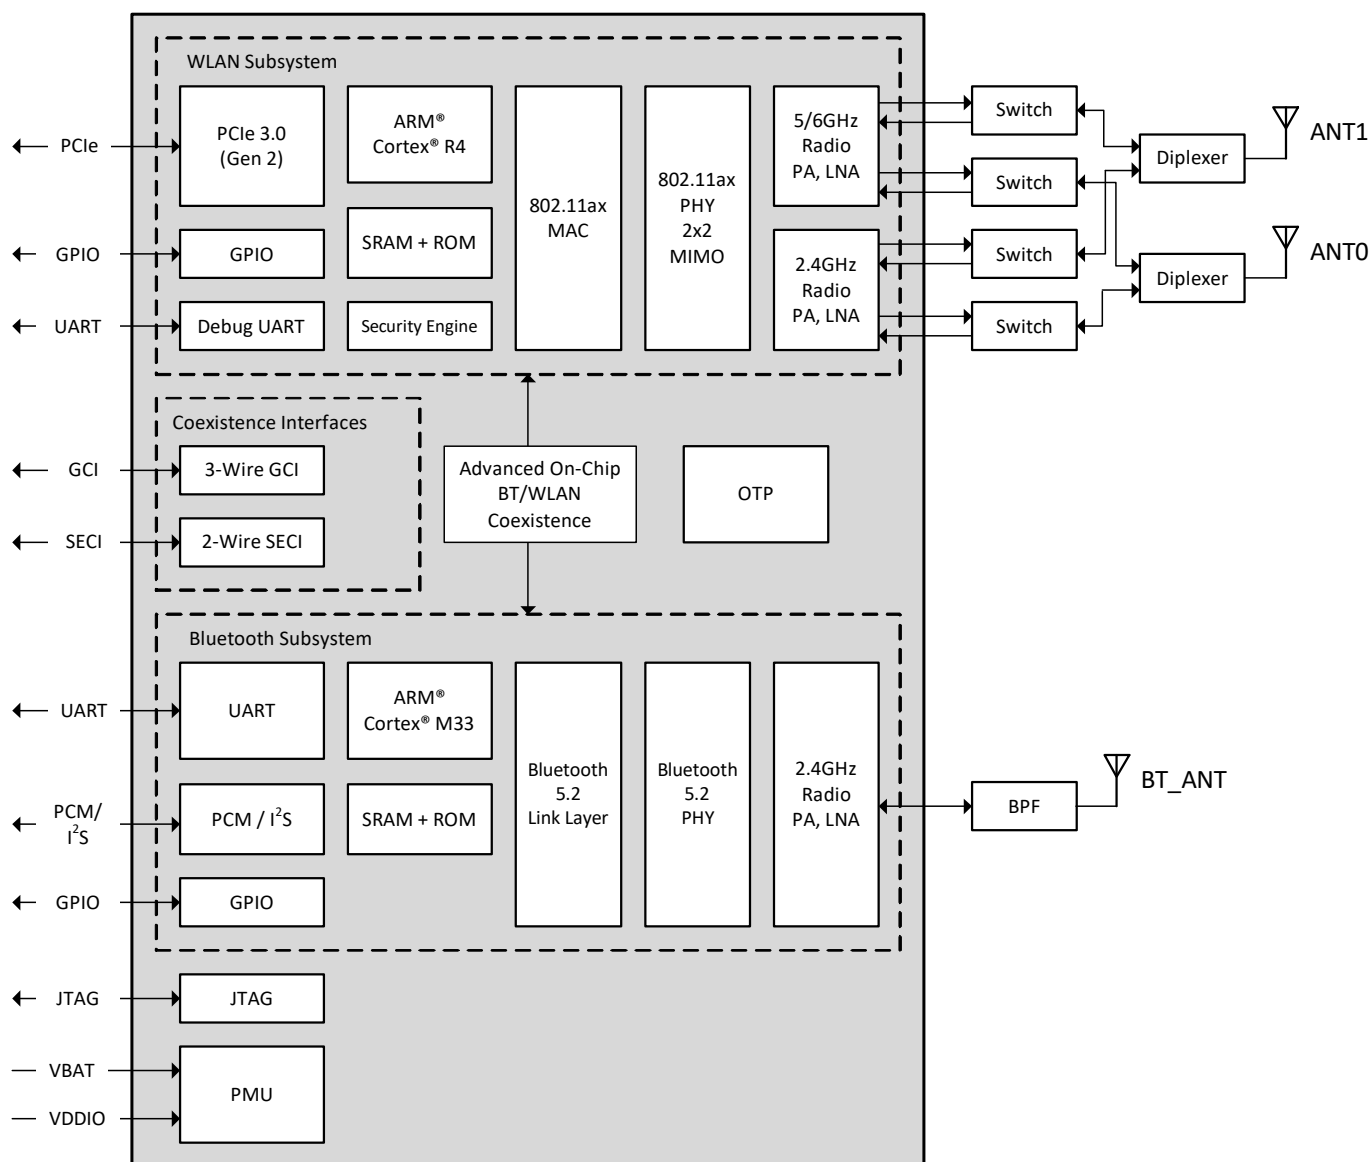 WLAN Subsystem
PCIe
PCIe 3.0
(Gen 2)
ARM®
Cortex® R4
802.11ax
MAC
802.11ax
PHY
2x2
MIMO
5/6GHz
Radio
PA, LNA
Switch
Switch
Diplexer
ANT1
GPIO
GPIO
SRAM + ROM
2.4GHz
Radio
PA, LNA
Switch
Switch
Diplexer
ANT0
UART
Debug UART
Security Engine
Coexistence Interfaces
GCI
3-Wire GCI
SECI
2-Wire SECI
Advanced On-Chip
BT/WLAN
Coexistence
OTP
Bluetooth Subsystem
UART
UART
ARM®
Cortex® M33
Bluetooth
5.2
Link Layer
Bluetooth
5.2
PHY
2.4GHz
Radio
PA, LNA
BPF
BT_ANT
PCM/
I²S
PCM / I²S
SRAM + ROM
GPIO
GPIO
JTAG
JTAG
VBAT
VDDIO
PMU